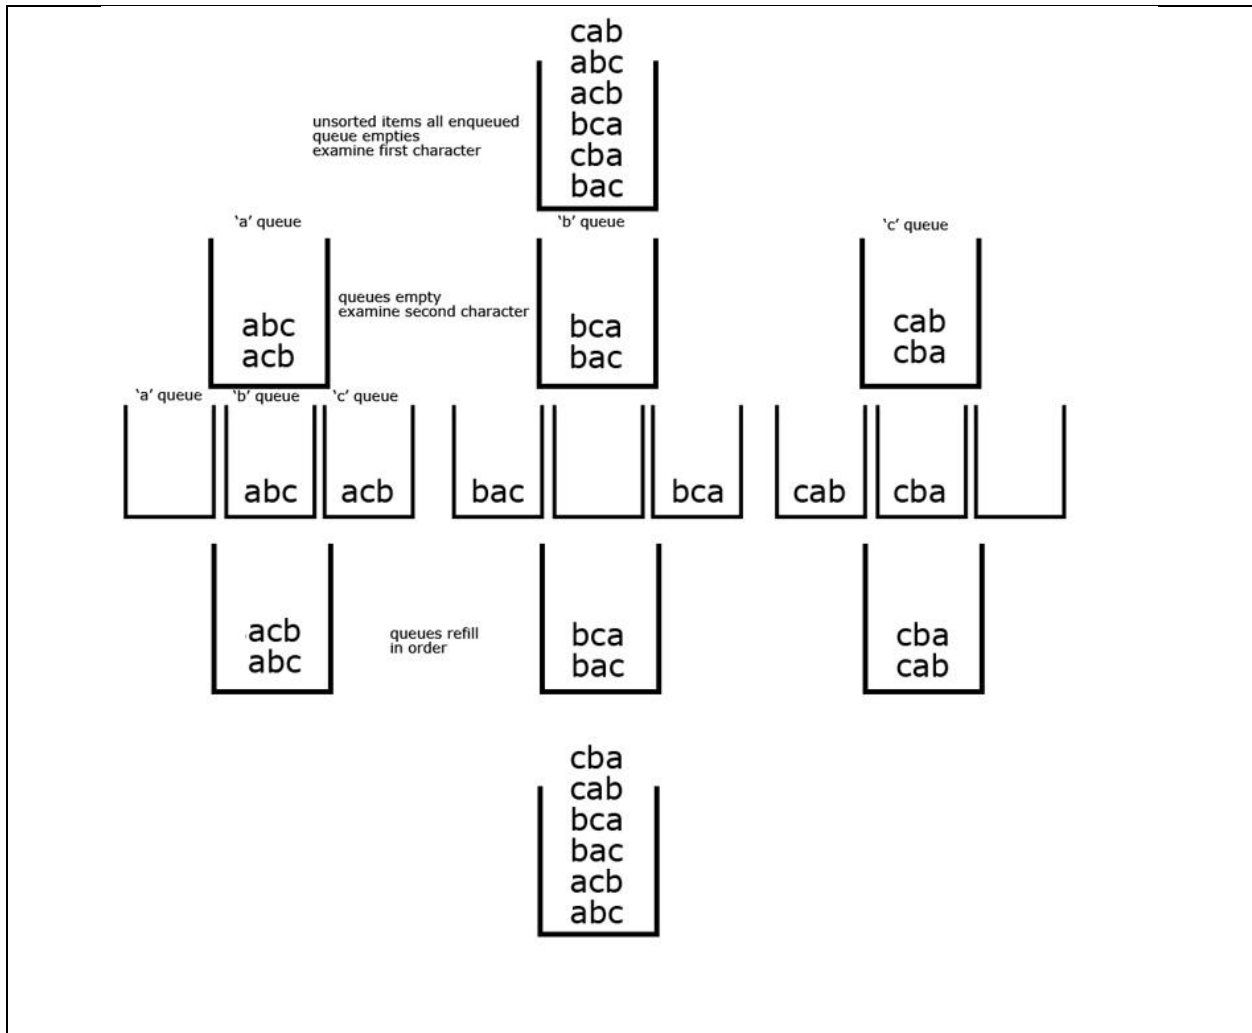 cab
abc
acb
bca
cba
bac
unsorted items all enqueued
queue empties
examine first character
‘a’ queue
‘b’ queue
‘c’ queue
abc
acb
queues empty
examine second character
bca
bac
cab
cba
‘a’ queue ‘b’ queue ‘c’ queue
abc acb bac bca cab cba
acb
abc
queues refill
in order
bca
bac
cba
cab
cba
cab
bca
bac
acb
abc